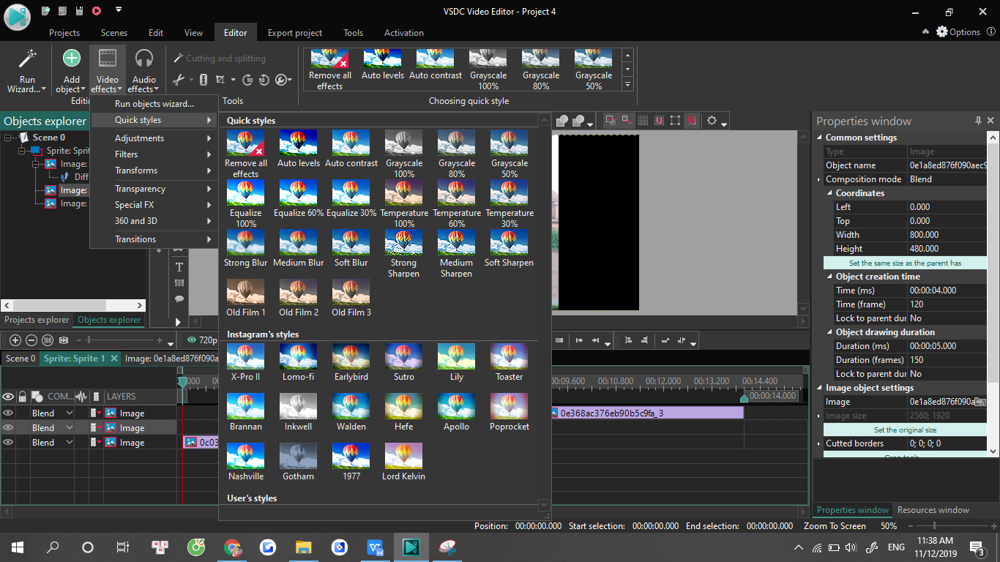 VSDC Video Editor - Project 4
Projects Scenes Edit View Editor Export project Tools Activation Options
Run Wizard...
Add object
Video effects
Audio effects
Cutting and splitting
Editin
Tools
Remove all effects
Auto levels
Auto contrast
Grayscale 100%
Grayscale 80%
Grayscale 50%
Choosing quick style
Run objects wizard...
Quick styles
Adjustments
Filters
Transforms
Transparency
Special FX
360 and 3D
Transitions
Objects explorer
Scene 0
Sprite: Sprit
Image:
Diff
Image:
Image:
Projects explorer Objects explorer
Quick styles
Remove all effects
Auto levels
Auto contrast
Grayscale 100%
Grayscale 80%
Grayscale 50%
Equalize 100%
Equalize 60%
Equalize 30%
Temperature 100%
Temperature 60%
Temperature 30%
Strong Blur
Medium Blur
Soft Blur
Strong Sharpen
Medium Sharpen
Soft Sharpen
Old Film 1
Old Film 2
Old Film 3
Instagram's styles
X-Pro II
Lomo-fi
Earlybird
Sutro
Lily
Toaster
Brannan
Inkwell
Walden
Hefe
Apollo
Poprocket
Nashville
Gotham
1977
Lord Kelvin
User's styles
T
SUB
Properties window
Common settings
Type Image
Object name 0e1a8ed876f090aec9
Composition mode Blend
Coordinates
Left 0.000
Top 0.000
Width 800.000
Height 480.000
Set the same size as the parent has
Object creation time
Time (ms) 00:00:04.000
Time (frame) 120
Lock to parent dur No
Object drawing duration
Duration (ms) 00:00:05.000
Duration (frames) 150
Lock to parent dur No
Image object settings
Image 0e1a8ed876f090a
Image size 2560; 1920
Set the original size
Cutted borders 0; 0; 0; 0
Crop tools
Properties window Resources window
720p
Scene 0 Sprite: Sprite 1 Image: 0e1a8ed876f090a
000 00:09.600 00:10.800 00:12.000 00:13.200 00:14.400
00:00:14.000
COM... LAYERS
Blend Image 0e368ac376eb90b5c9fa_3
Blend Image
Blend Image 0c03
Position: 00:00:00.000 Start selection: 00:00:00.000 End selection: 00:00:00.000 Zoom To Screen 50%
ENG
11:38 AM
11/12/2019
3